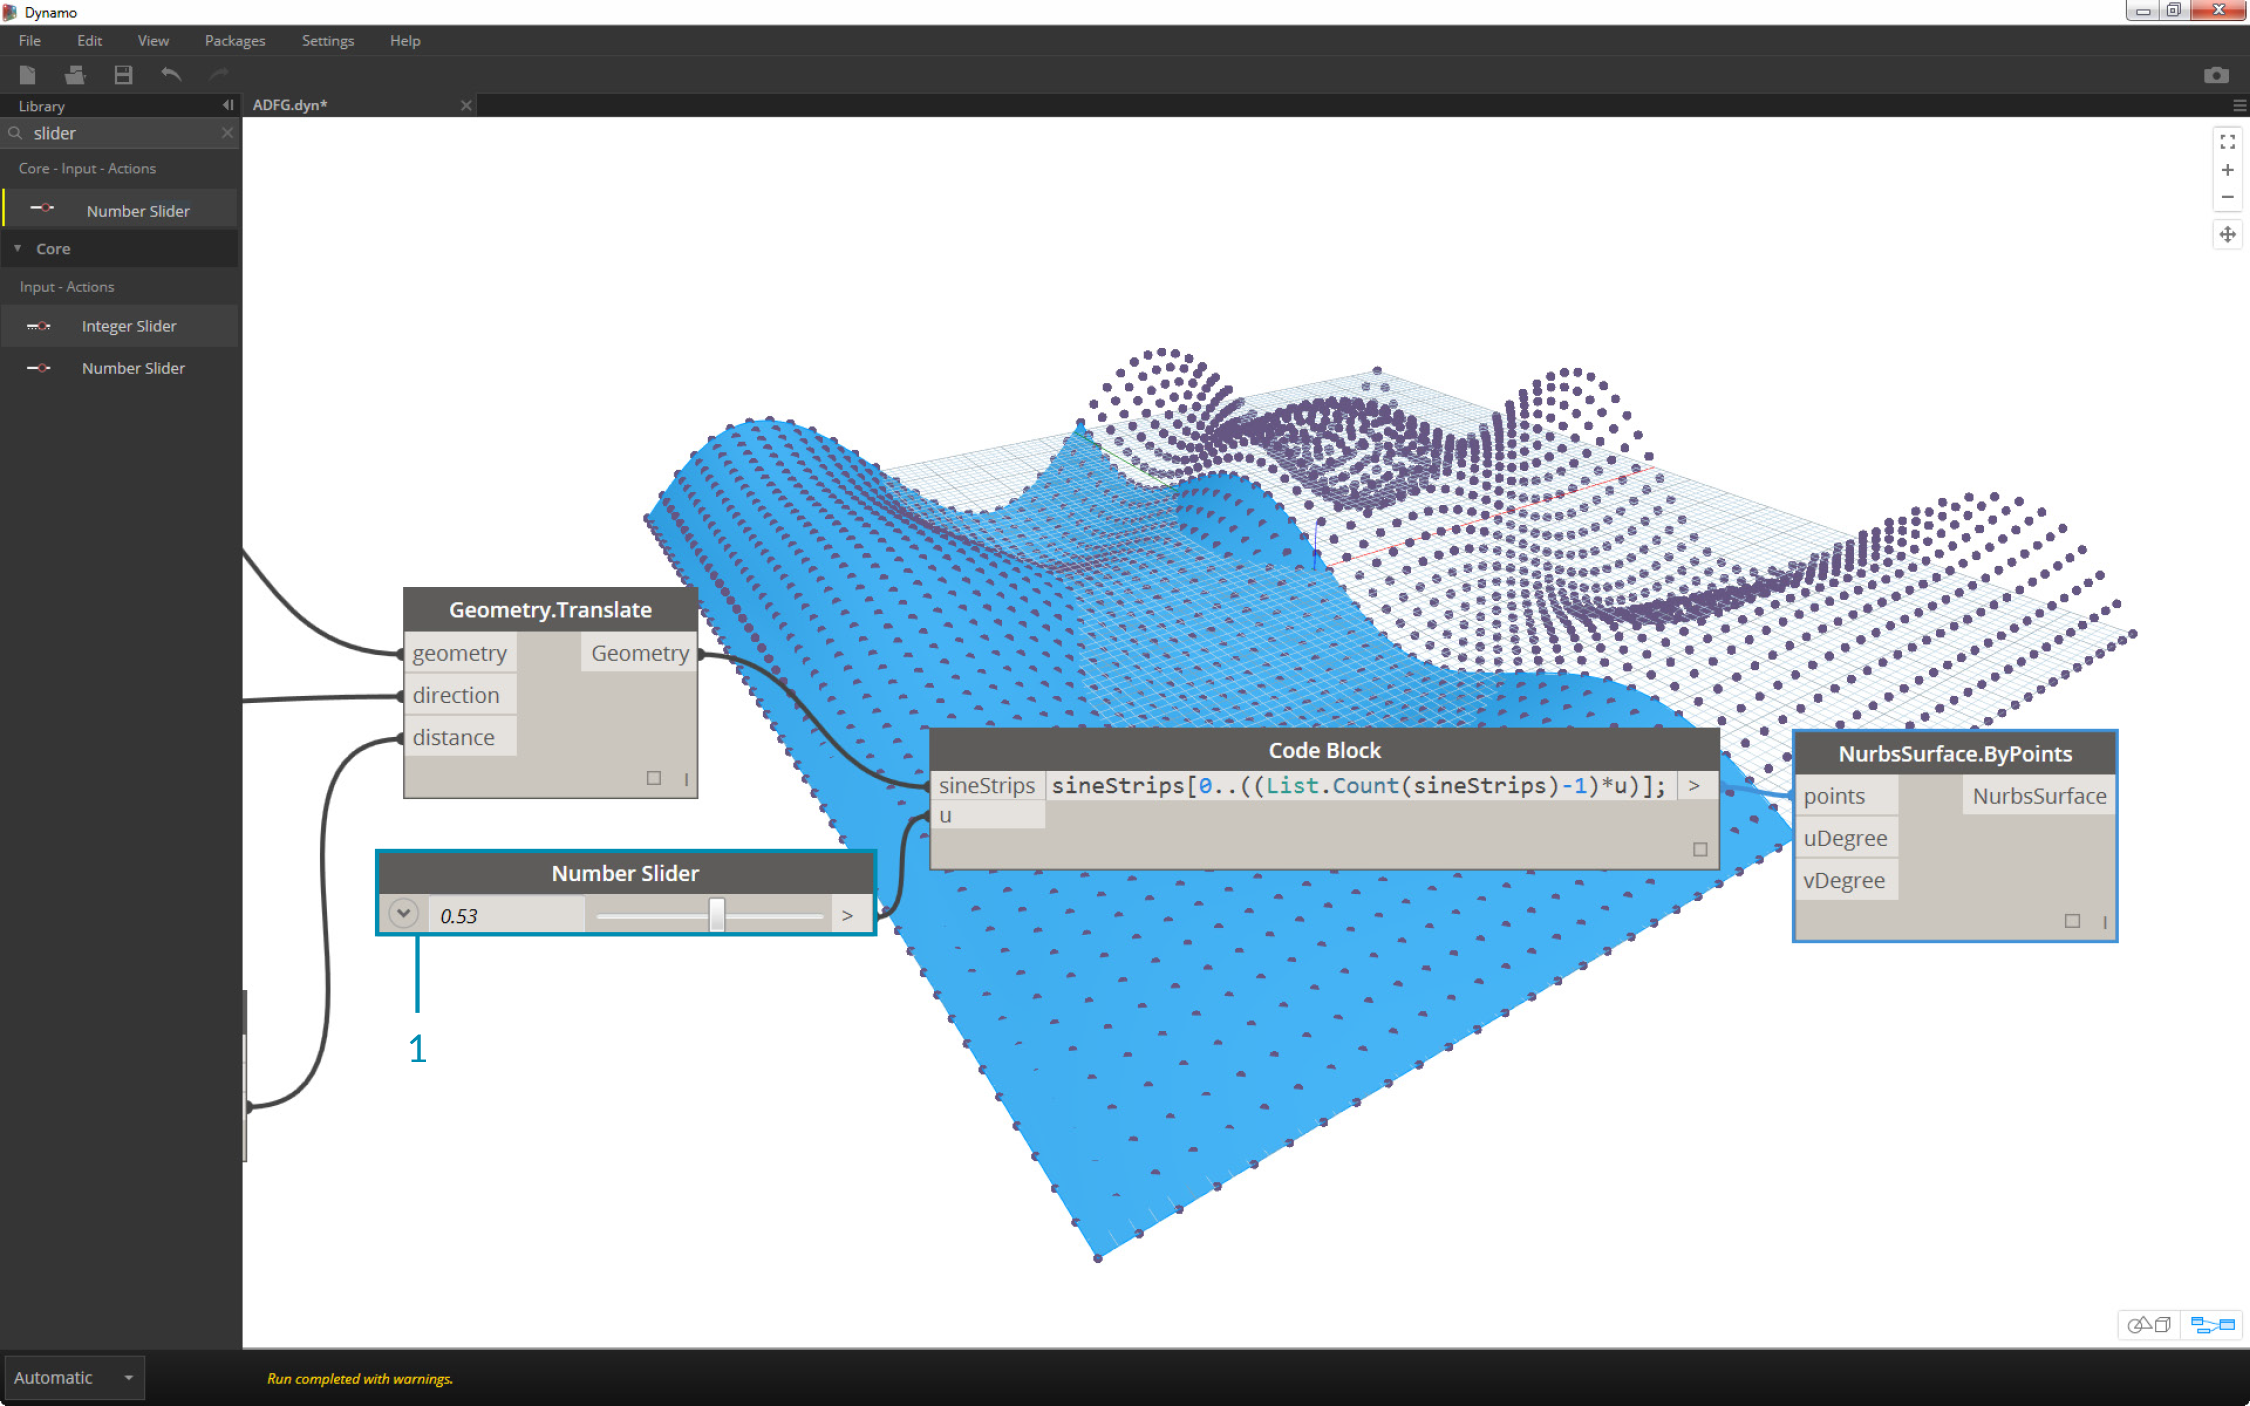 Dynamo
File Edit View Packages Settings Help
Library
ADFG.dyn*
slider
Core - Input - Actions
Number Slider
Core
Input - Actions
Integer Slider
Number Slider
Geometry.Translate
geometry Geometry
direction
distance
Code Block
sineStrips sineStrips[0..((List.Count(sineStrips)-1)*u)]; >
u
NurbsSurface.ByPoints
points NurbsSurface
uDegree
vDegree
Number Slider
0.53 >
1
Automatic
Run completed with warnings.